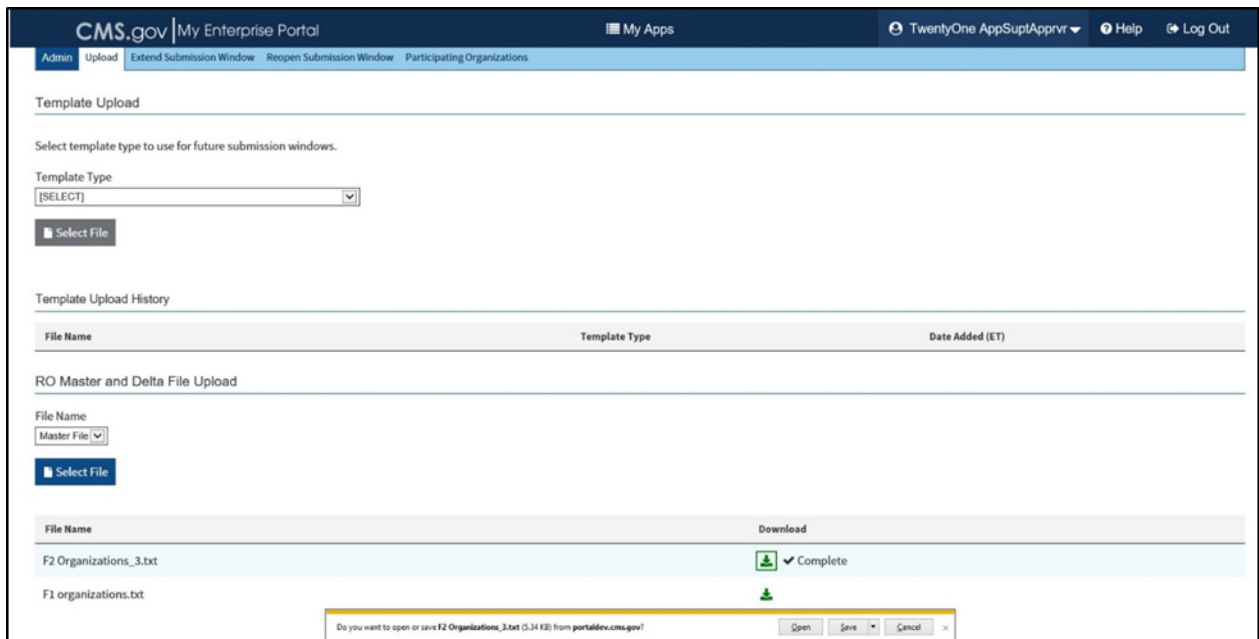 CMS.gov My Enterprise Portal My Apps TwentyOne AppSuptApprvr Help Log Out
Admin Upload Extend Submission Window Reopen Submission Window Participating Organizations
Template Upload
Select template type to use for future submission windows.
Template Type
[SELECT]
Select File
Template Upload History
File Name Template Type Date Added (ET)
RO Master and Delta File Upload
File Name
Master File
Select File
File Name Download
F2 Organizations_3.txt Complete
F1 organizations.txt
Do you want to open or save F2 Organizations_3.txt (5.34 KB) from portaldev.cms.gov? Open Save Cancel